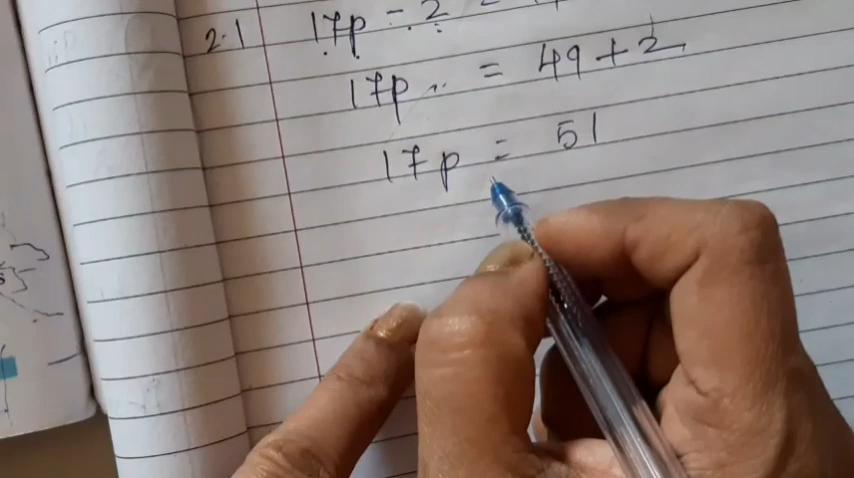 2.1 17p - 2 =
17p = 49 + 2
17p = 51